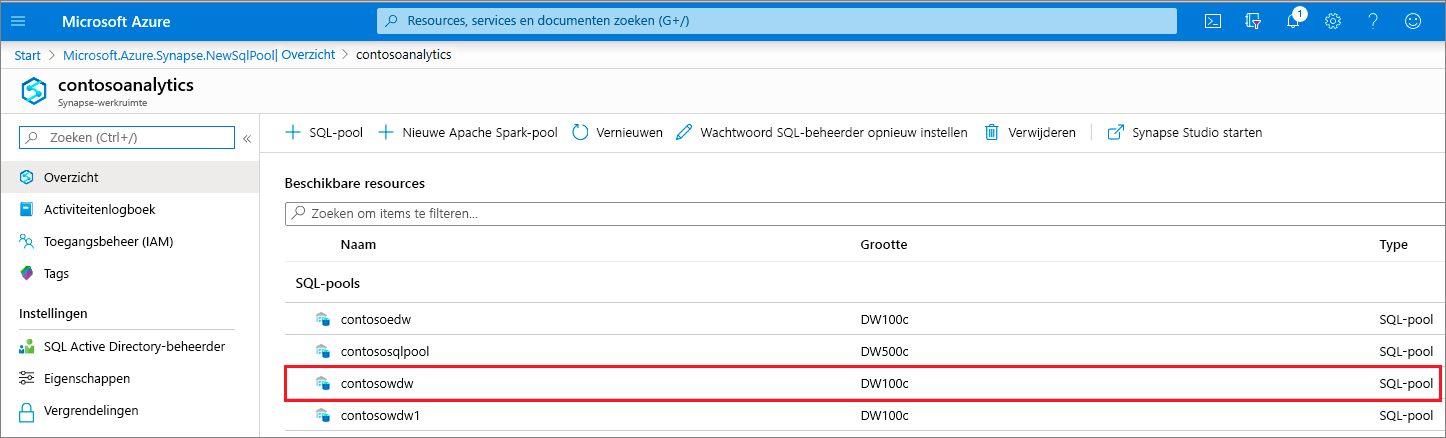 Microsoft Azure
Resources, services en documenten zoeken (G+/)
1
Start > Microsoft.Azure.Synapse.NewSqlPool| Overzicht > contosoanalytics
contosoanalytics
Synapse-werkruimte
Zoeken (Ctrl+/)
«
Overzicht
Activiteitenlogboek
Toegangsbeheer (IAM)
Tags
Instellingen
SQL Active Directory-beheerder
Eigenschappen
Vergrendelingen
+ SQL-pool + Nieuwe Apache Spark-pool Vernieuwen Wachtwoord SQL-beheerder opnieuw instellen Verwijderen Synapse Studio starten
Beschikbare resources
Zoeken om items te filteren...
Naam Grootte Type
SQL-pools
contosoedw DW100c SQL-pool
contososqlpool DW500c SQL-pool
contosowdw DW100c SQL-pool
contosowdw1 DW100c SQL-pool